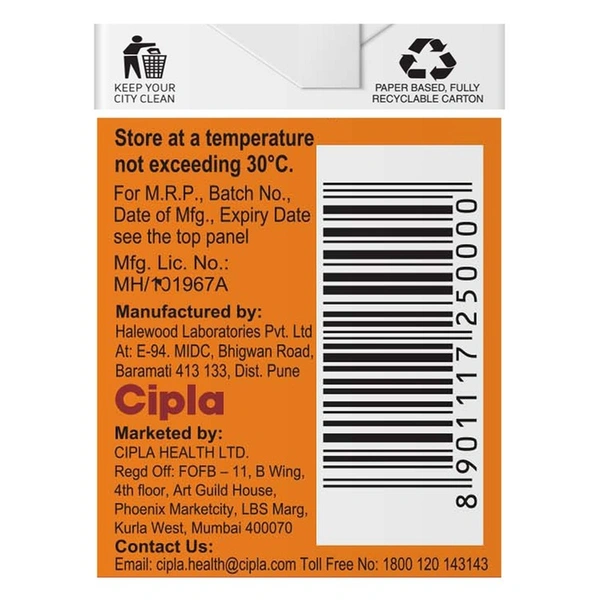 KEEP YOUR
CITY CLEAN
PAPER BASED, FULLY
RECYCLABLE CARTON
Store at a temperature
not exceeding 30°C.
For M.R.P., Batch No.,
Date of Mfg., Expiry Date
see the top panel
Mfg. Lic. No.:
MH/101967A
Manufactured by:
Halewood Laboratories Pvt. Ltd
At: E-94. MIDC, Bhigwan Road,
Baramati 413 133, Dist. Pune
Cipla
Marketed by:
CIPLA HEALTH LTD.
Regd Off: FOFB – 11, B Wing,
4th floor, Art Guild House,
Phoenix Marketcity, LBS Marg,
Kurla West, Mumbai 400070
Contact Us:
Email: cipla.health@cipla.com Toll Free No: 1800 120 143143
8901117250000